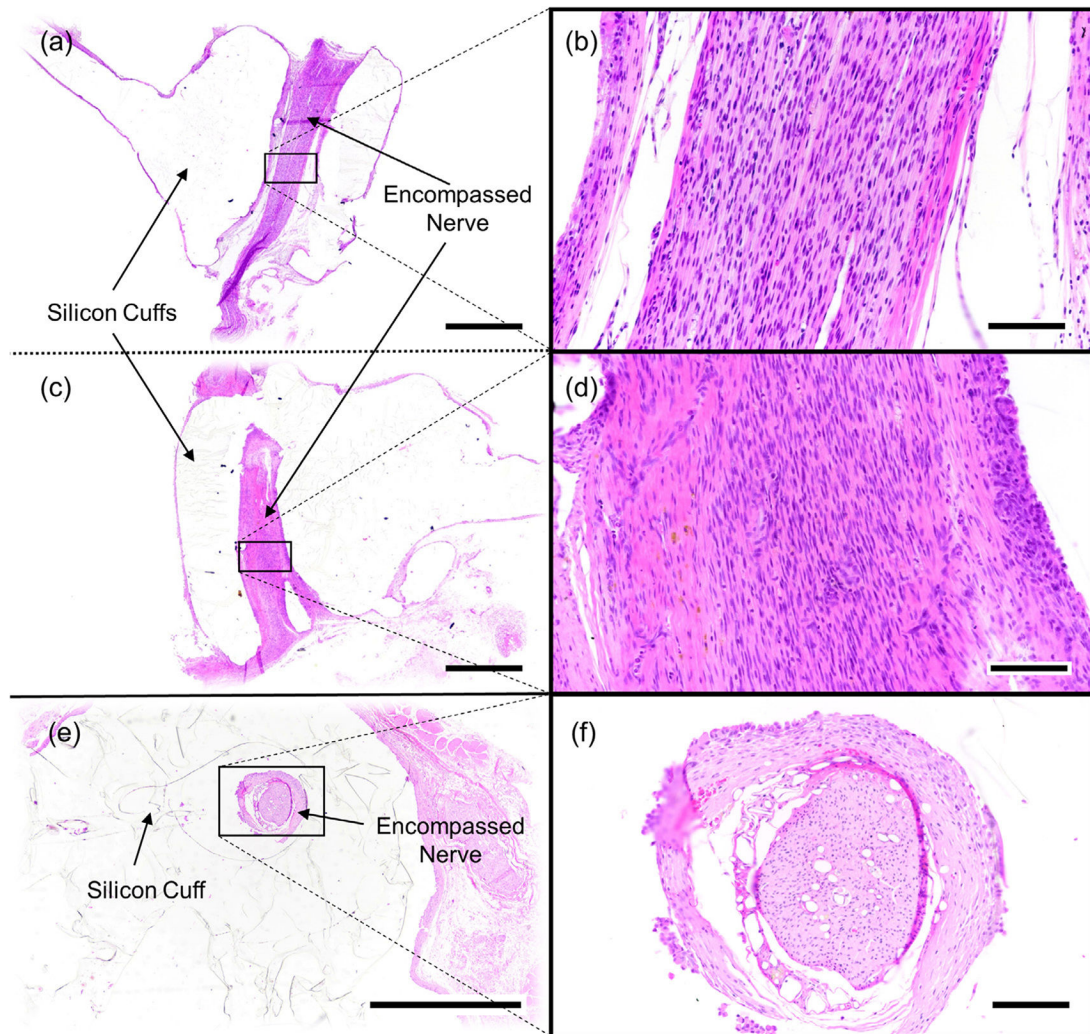 (a)
(b)
Encompassed
Nerve
Silicon Cuffs
(c)
(d)
(e)
(f)
Encompassed
Nerve
Silicon Cuff